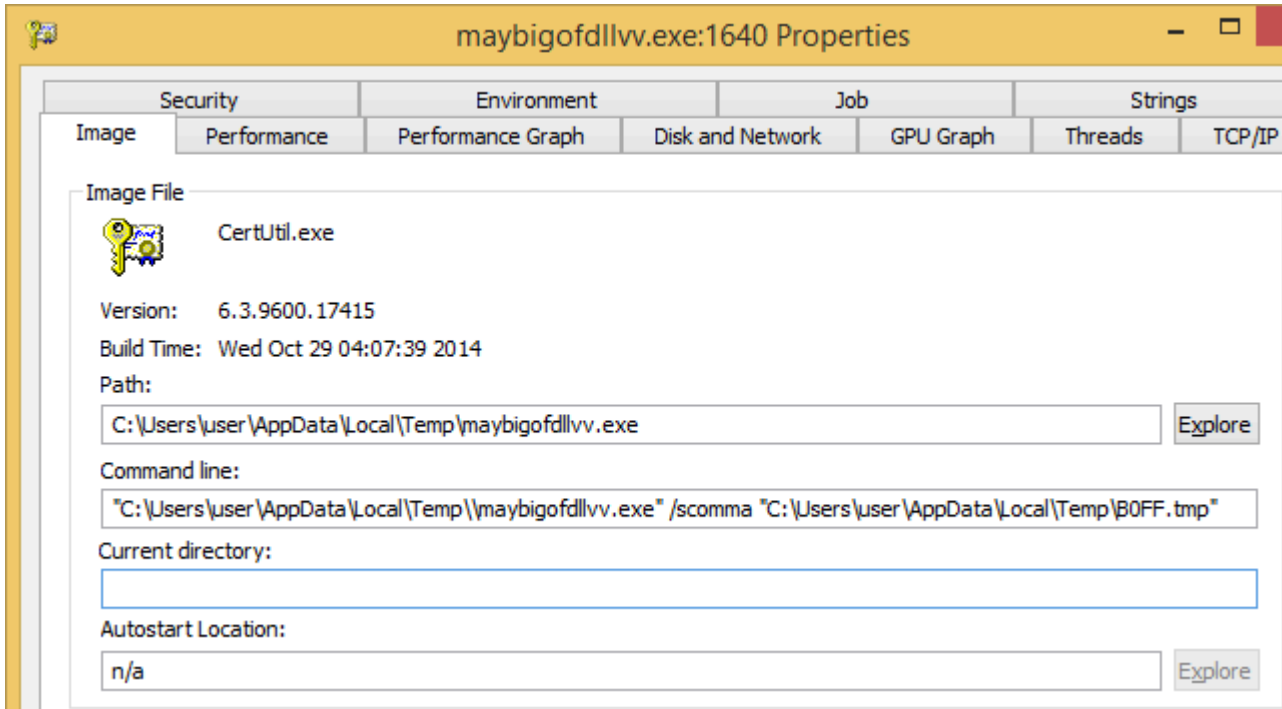 maybigofdllvv.exe:1640 Properties
Security Environment Job Strings
Image Performance Performance Graph Disk and Network GPU Graph Threads TCP/IP
Image File
CertUtil.exe
Version: 6.3.9600.17415
Build Time: Wed Oct 29 04:07:39 2014
Path:
C:\Users\user\AppData\Local\Temp\maybigofdllvv.exe Explore
Command line:
"C:\Users\user\AppData\Local\Temp\\maybigofdllvv.exe" /scomma "C:\Users\user\AppData\Local\Temp\B0FF.tmp"
Current directory:
Autostart Location:
n/a Explore